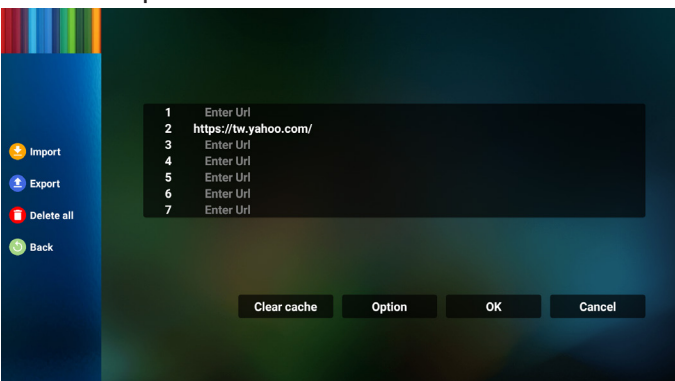 Import
Export
Delete all
Back
1 Enter Url
2 https://tw.yahoo.com/
3 Enter Url
4 Enter Url
5 Enter Url
6 Enter Url
7 Enter Url
Clear cache Option OK Cancel